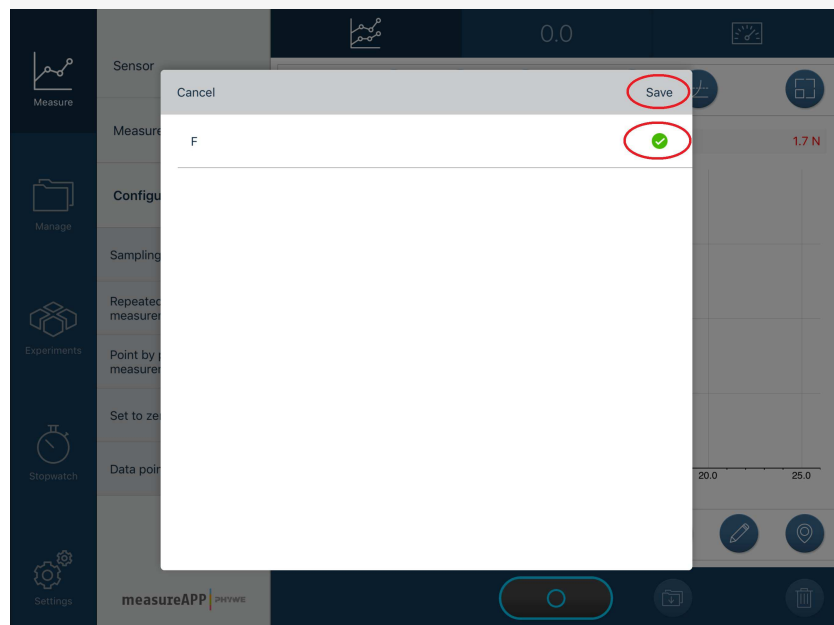 0.0
Measure
Sensor
Cancel
Save
Measure
F
1.7 N
Configu
Manage
Sampling
Repeated
measurem
Experiments
Point by p
measurem
Set to zer
Stopwatch
Data poin
20.0
25.0
Settings
measureAPP PHYWE